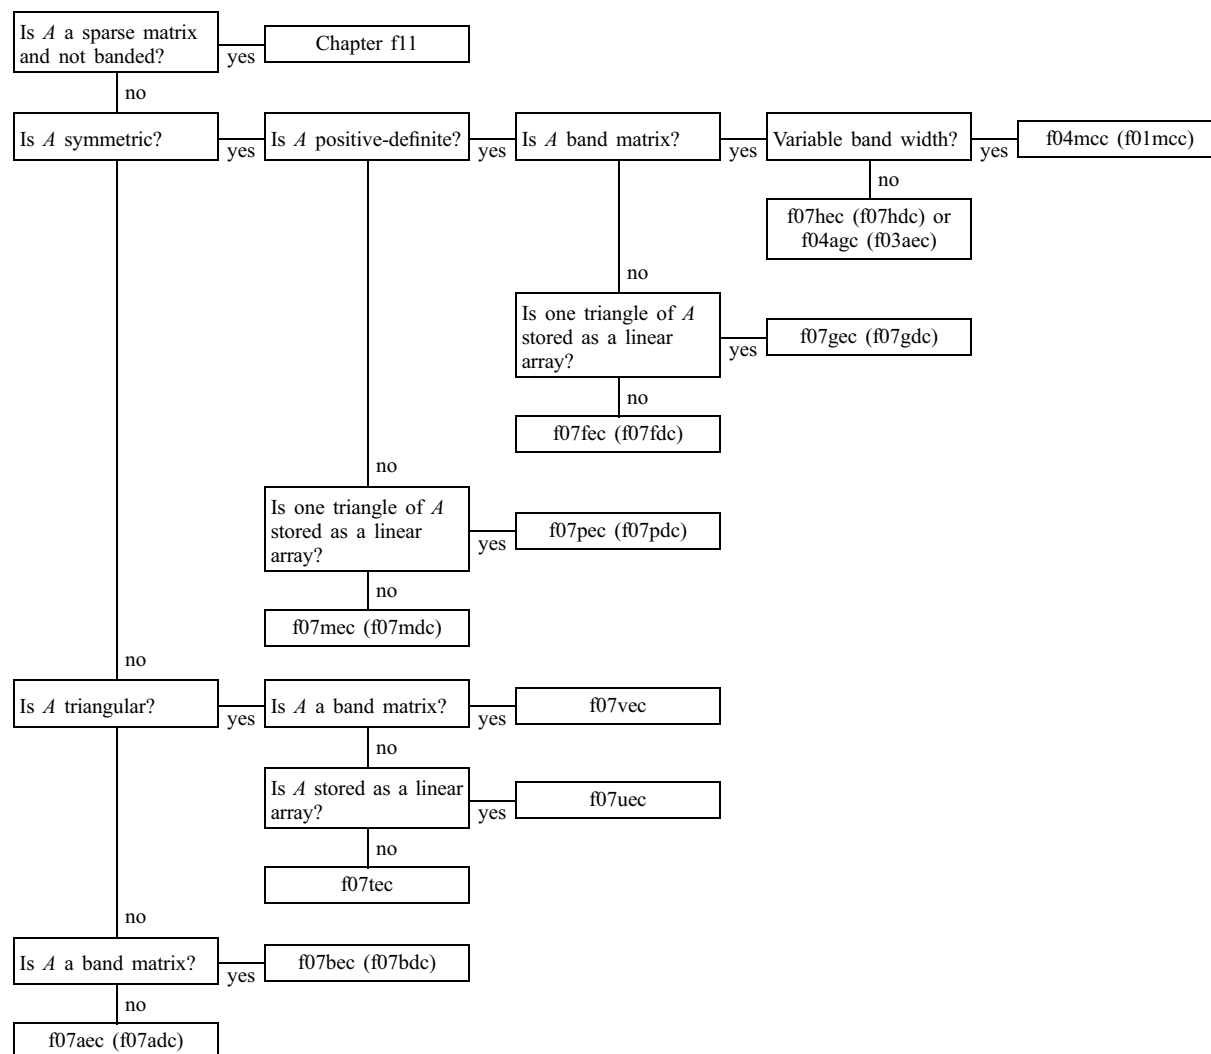 Is A a sparse matrix
and not banded?
yes
Chapter f11
no
Is A symmetric?
yes
Is A positive-definite?
yes
Is A band matrix?
yes
Variable band width?
yes
f04mcc (f01mcc)
no
f07hec (f07hdc) or
f04agc (f03aec)
no
Is one triangle of A
stored as a linear
array?
yes
f07gec (f07gdc)
no
f07fec (f07fdc)
no
Is one triangle of A
stored as a linear
array?
yes
f07pec (f07pdc)
no
f07mec (f07mdc)
no
Is A triangular?
yes
Is A a band matrix?
yes
f07vec
no
Is A stored as a linear
array?
yes
f07uec
no
f07tec
no
Is A a band matrix?
yes
f07bec (f07bdc)
no
f07aec (f07adc)